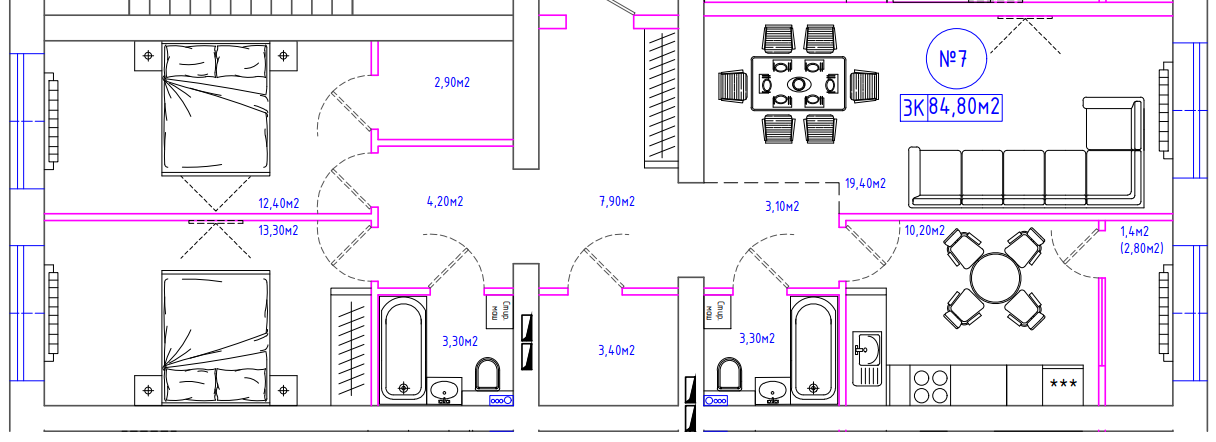 №7
3К 84,80м2
2,90м2
12,40м2
4,20м2
7,90м2
3,10м2
19,40м2
13,30м2
10,20м2
1,4м2
(2,80м2)
Стир.
маш
Стир.
маш
3,30м2
3,40м2
3,30м2
***